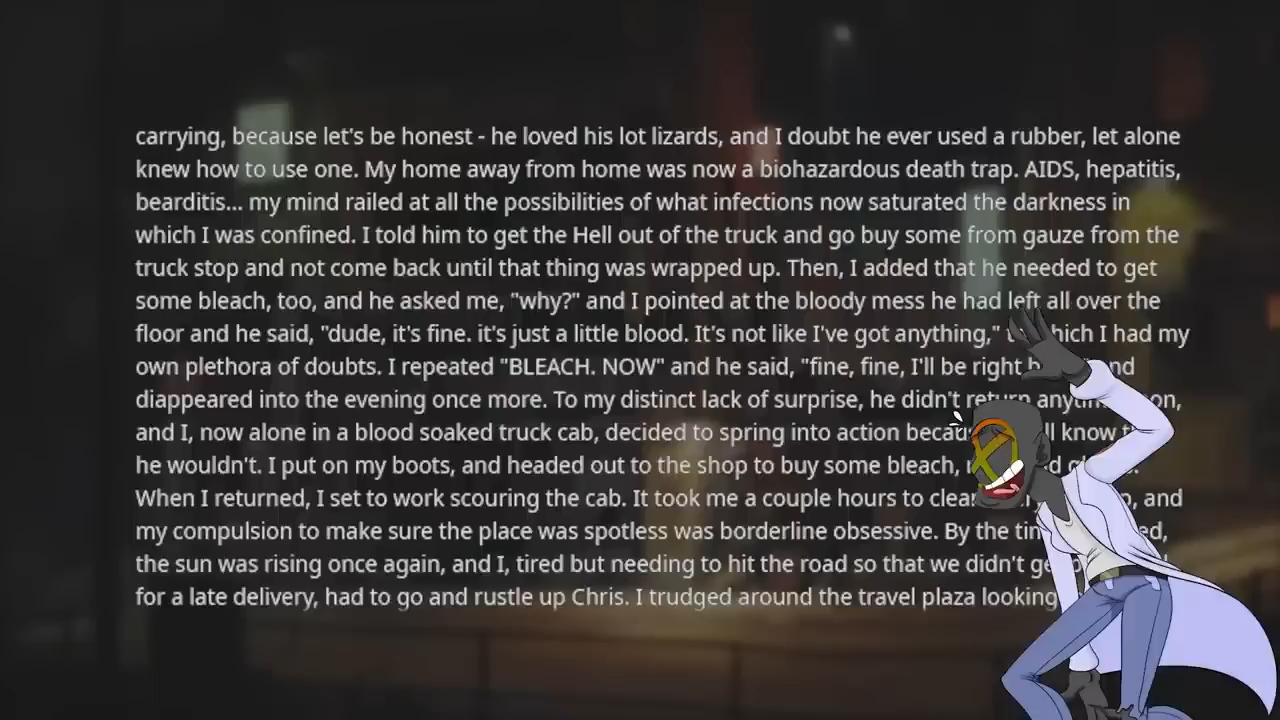 carrying, because let's be honest - he loved his lot lizards, and I doubt he ever used a rubber, let alone
knew how to use one. My home away from home was now a biohazardous death trap. AIDS, hepatitis,
bearditis... my mind railed at all the possibilities of what infections now saturated the darkness in
which I was confined. I told him to get the Hell out of the truck and go buy some from gauze from the
truck stop and not come back until that thing was wrapped up. Then, I added that he needed to get
some bleach, too, and he asked me, "why?" and I pointed at the bloody mess he had left all over the
floor and he said, "dude, it's fine. it's just a little blood. It's not like I've got anything," I had my
own plethora of doubts. I repeated "BLEACH. NOW" and he said, "fine, fine, I'll be right
diappeared into the evening once more. To my distinct lack of surprise, he didn't return
and I, now alone in a blood soaked truck cab, decided to spring into action know
he wouldn't. I put on my boots, and headed out to the shop to buy some bleach,
When I returned, I set to work scouring the cab. It took me a couple hours to and
my compulsion to make sure the place was spotless was borderline obsessive. By the
the sun was rising once again, and I, tired but needing to hit the road so that we didn't
for a late delivery, had to go and rustle up Chris. I trudged around the travel plaza looking